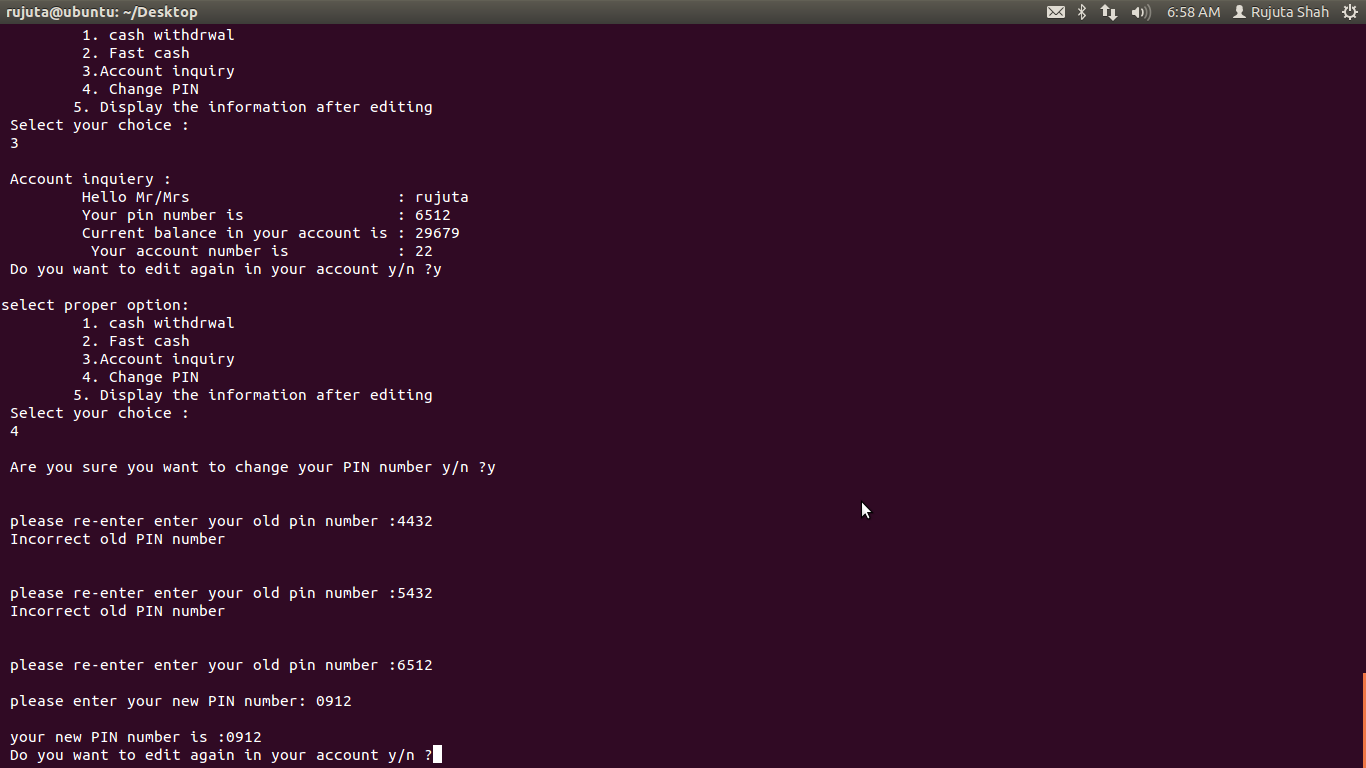 rujuta@ubuntu: ~/Desktop 6:58 AM Rujuta Shah
1. cash withdrwal
2. Fast cash
3.Account inquiry
4. Change PIN
5. Display the information after editing
Select your choice :
3
Account inquiery :
Hello Mr/Mrs : rujuta
Your pin number is : 6512
Current balance in your account is : 29679
Your account number is : 22
Do you want to edit again in your account y/n ?y
select proper option:
1. cash withdrwal
2. Fast cash
3.Account inquiry
4. Change PIN
5. Display the information after editing
Select your choice :
4
Are you sure you want to change your PIN number y/n ?y
please re-enter enter your old pin number :4432
Incorrect old PIN number
please re-enter enter your old pin number :5432
Incorrect old PIN number
please re-enter enter your old pin number :6512
please enter your new PIN number: 0912
your new PIN number is :0912
Do you want to edit again in your account y/n ?